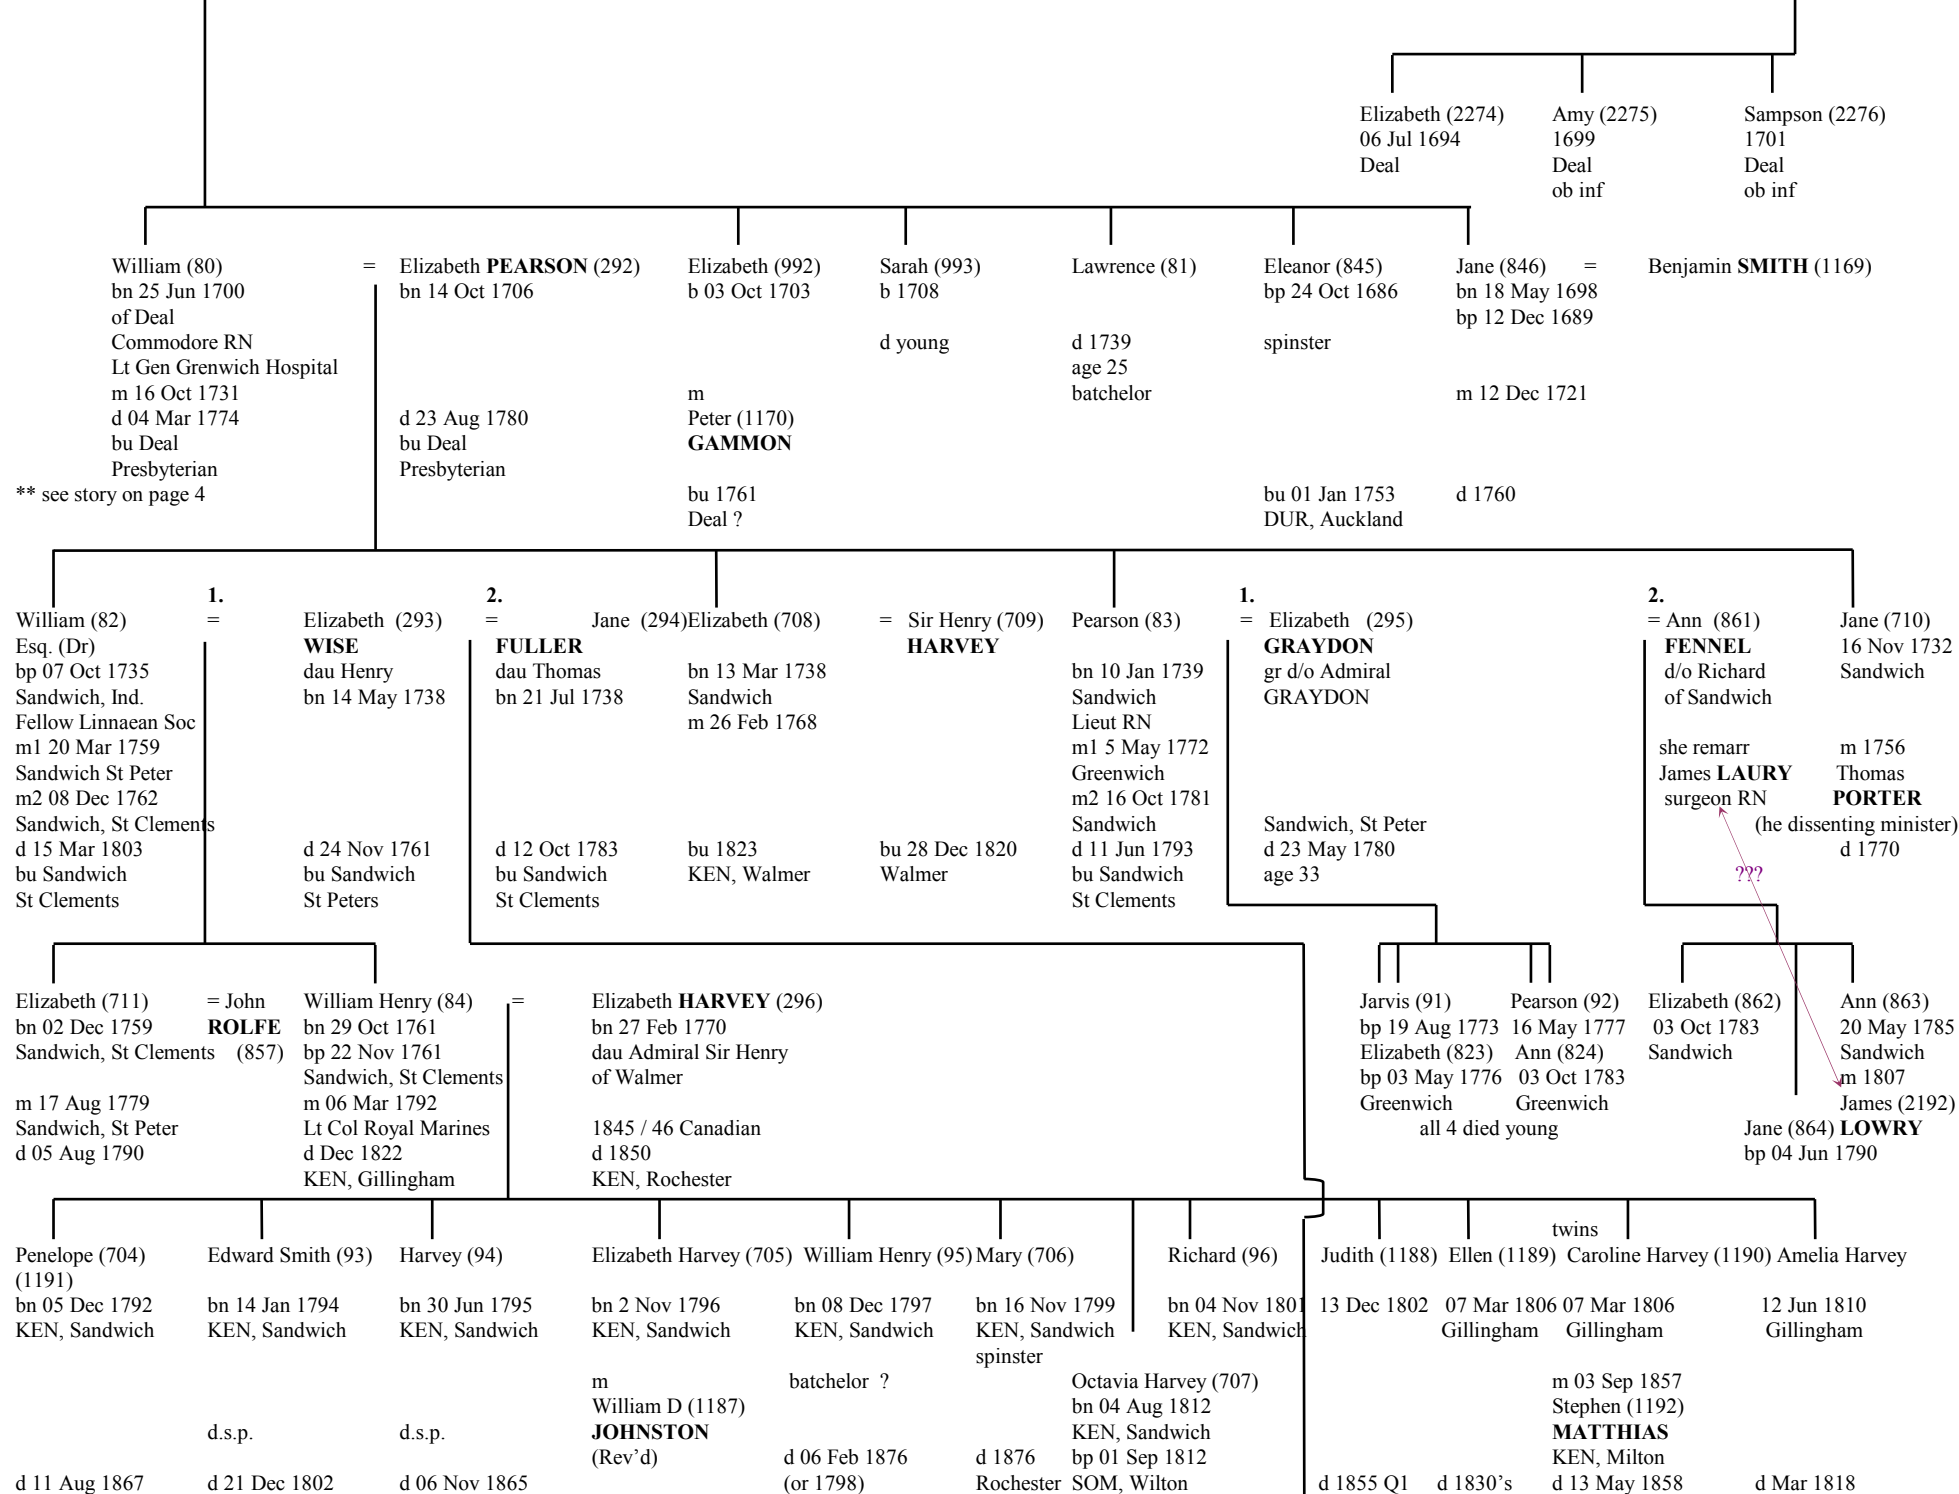 Elizabeth (2274)
06 Jul 1694
Deal
Amy (2275)
1699
Deal
ob inf
Sampson (2276)
1701
Deal
ob inf
William (80)
bn 25 Jun 1700
of Deal
Commodore RN
Lt Gen Grenwich Hospital
m 16 Oct 1731
d 04 Mar 1774
bu Deal
Presbyterian
** see story on page 4
=
Elizabeth PEARSON (292)
bn 14 Oct 1706
d 23 Aug 1780
bu Deal
Presbyterian
Elizabeth (992)
b 03 Oct 1703
m
Peter (1170)
GAMMON
bu 1761
Deal ?
Sarah (993)
b 1708
d young
Lawrence (81)
d 1739
age 25
batchelor
Eleanor (845)
bp 24 Oct 1686
spinster
bu 01 Jan 1753
DUR, Auckland
Jane (846) =
bn 18 May 1698
bp 12 Dec 1689
m 12 Dec 1721
d 1760
Benjamin SMITH (1169)
William (82)
Esq. (Dr)
bp 07 Oct 1735
Sandwich, Ind.
Fellow Linnaean Soc
m1 20 Mar 1759
Sandwich St Peter
m2 08 Dec 1762
Sandwich, St Clements
d 15 Mar 1803
bu Sandwich
St Clements
1.
=
Elizabeth (293)
WISE
dau Henry
bn 14 May 1738
d 24 Nov 1761
bu Sandwich
St Peters
2.
= Jane (294)
FULLER
dau Thomas
bn 21 Jul 1738
d 12 Oct 1783
bu Sandwich
St Clements
Elizabeth (708)
bn 13 Mar 1738
Sandwich
m 26 Feb 1768
bu 1823
KEN, Walmer
= Sir Henry (709)
HARVEY
bu 28 Dec 1820
Walmer
Pearson (83)
bn 10 Jan 1739
Sandwich
Lieut RN
m1 5 May 1772
Greenwich
m2 16 Oct 1781
Sandwich
d 11 Jun 1793
bu Sandwich
St Clements
1.
= Elizabeth (295)
GRAYDON
gr d/o Admiral
GRAYDON
Sandwich, St Peter
d 23 May 1780
age 33
2.
= Ann (861)
FENNEL
d/o Richard
of Sandwich
she remarr
James LAURY
surgeon RN
???
Jane (710)
16 Nov 1732
Sandwich
m 1756
Thomas
PORTER
(he dissenting minister)
d 1770
Elizabeth (711)
bn 02 Dec 1759
Sandwich, St Clements
m 17 Aug 1779
Sandwich, St Peter
d 05 Aug 1790
= John
ROLFE
(857)
William Henry (84)
bn 29 Oct 1761
bp 22 Nov 1761
Sandwich, St Clements
m 06 Mar 1792
Lt Col Royal Marines
d Dec 1822
KEN, Gillingham
=
Elizabeth HARVEY (296)
bn 27 Feb 1770
dau Admiral Sir Henry
of Walmer
1845 / 46 Canadian
d 1850
KEN, Rochester
Jarvis (91)
bp 19 Aug 1773
Elizabeth (823)
bp 03 May 1776
Greenwich
Pearson (92)
16 May 1777
Ann (824)
03 Oct 1783
Greenwich
all 4 died young
Elizabeth (862)
03 Oct 1783
Sandwich
Ann (863)
20 May 1785
Sandwich
m 1807
James (2192)
LOWRY
Jane (864)
bp 04 Jun 1790
Penelope (704)
(1191)
bn 05 Dec 1792
KEN, Sandwich
d 11 Aug 1867
Edward Smith (93)
bn 14 Jan 1794
KEN, Sandwich
d.s.p.
d 21 Dec 1802
Harvey (94)
bn 30 Jun 1795
KEN, Sandwich
d.s.p.
d 06 Nov 1865
Elizabeth Harvey (705)
bn 2 Nov 1796
KEN, Sandwich
m
William D (1187)
JOHNSTON
(Rev’d)
William Henry (95)
bn 08 Dec 1797
KEN, Sandwich
batchelor ?
d 06 Feb 1876
(or 1798)
Mary (706)
bn 16 Nov 1799
KEN, Sandwich
spinster
d 1876
Rochester
Octavia Harvey (707)
bn 04 Aug 1812
KEN, Sandwich
bp 01 Sep 1812
SOM, Wilton
Richard (96)
bn 04 Nov 1801
KEN, Sandwich
Judith (1188)
13 Dec 1802
d 1855 Q1
twins
Ellen (1189)
07 Mar 1806
Gillingham
d 1830’s
Caroline Harvey (1190)
07 Mar 1806
Gillingham
m 03 Sep 1857
Stephen (1192)
MATTHIAS
KEN, Milton
d 13 May 1858
Amelia Harvey
12 Jun 1810
Gillingham
d Mar 1818